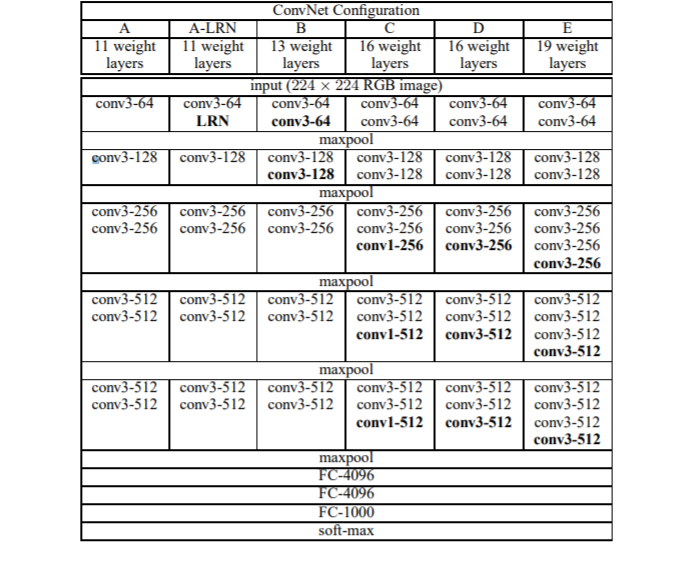 ConvNet Configuration
A A-LRN B C D E
11 weight 11 weight 13 weight 16 weight 16 weight 19 weight
layers layers layers layers layers layers
input (224 × 224 RGB image)
conv3-64 conv3-64 conv3-64 conv3-64 conv3-64 conv3-64
LRN conv3-64 conv3-64 conv3-64 conv3-64
maxpool
conv3-128 conv3-128 conv3-128 conv3-128 conv3-128 conv3-128
conv3-128 conv3-128 conv3-128 conv3-128
maxpool
conv3-256 conv3-256 conv3-256 conv3-256 conv3-256 conv3-256
conv3-256 conv3-256 conv3-256 conv3-256 conv3-256 conv3-256
conv1-256 conv3-256 conv3-256
conv3-256
maxpool
conv3-512 conv3-512 conv3-512 conv3-512 conv3-512 conv3-512
conv3-512 conv3-512 conv3-512 conv3-512 conv3-512 conv3-512
conv1-512 conv3-512 conv3-512
conv3-512
maxpool
conv3-512 conv3-512 conv3-512 conv3-512 conv3-512 conv3-512
conv3-512 conv3-512 conv3-512 conv3-512 conv3-512 conv3-512
conv1-512 conv3-512 conv3-512
conv3-512
maxpool
FC-4096
FC-4096
FC-1000
soft-max